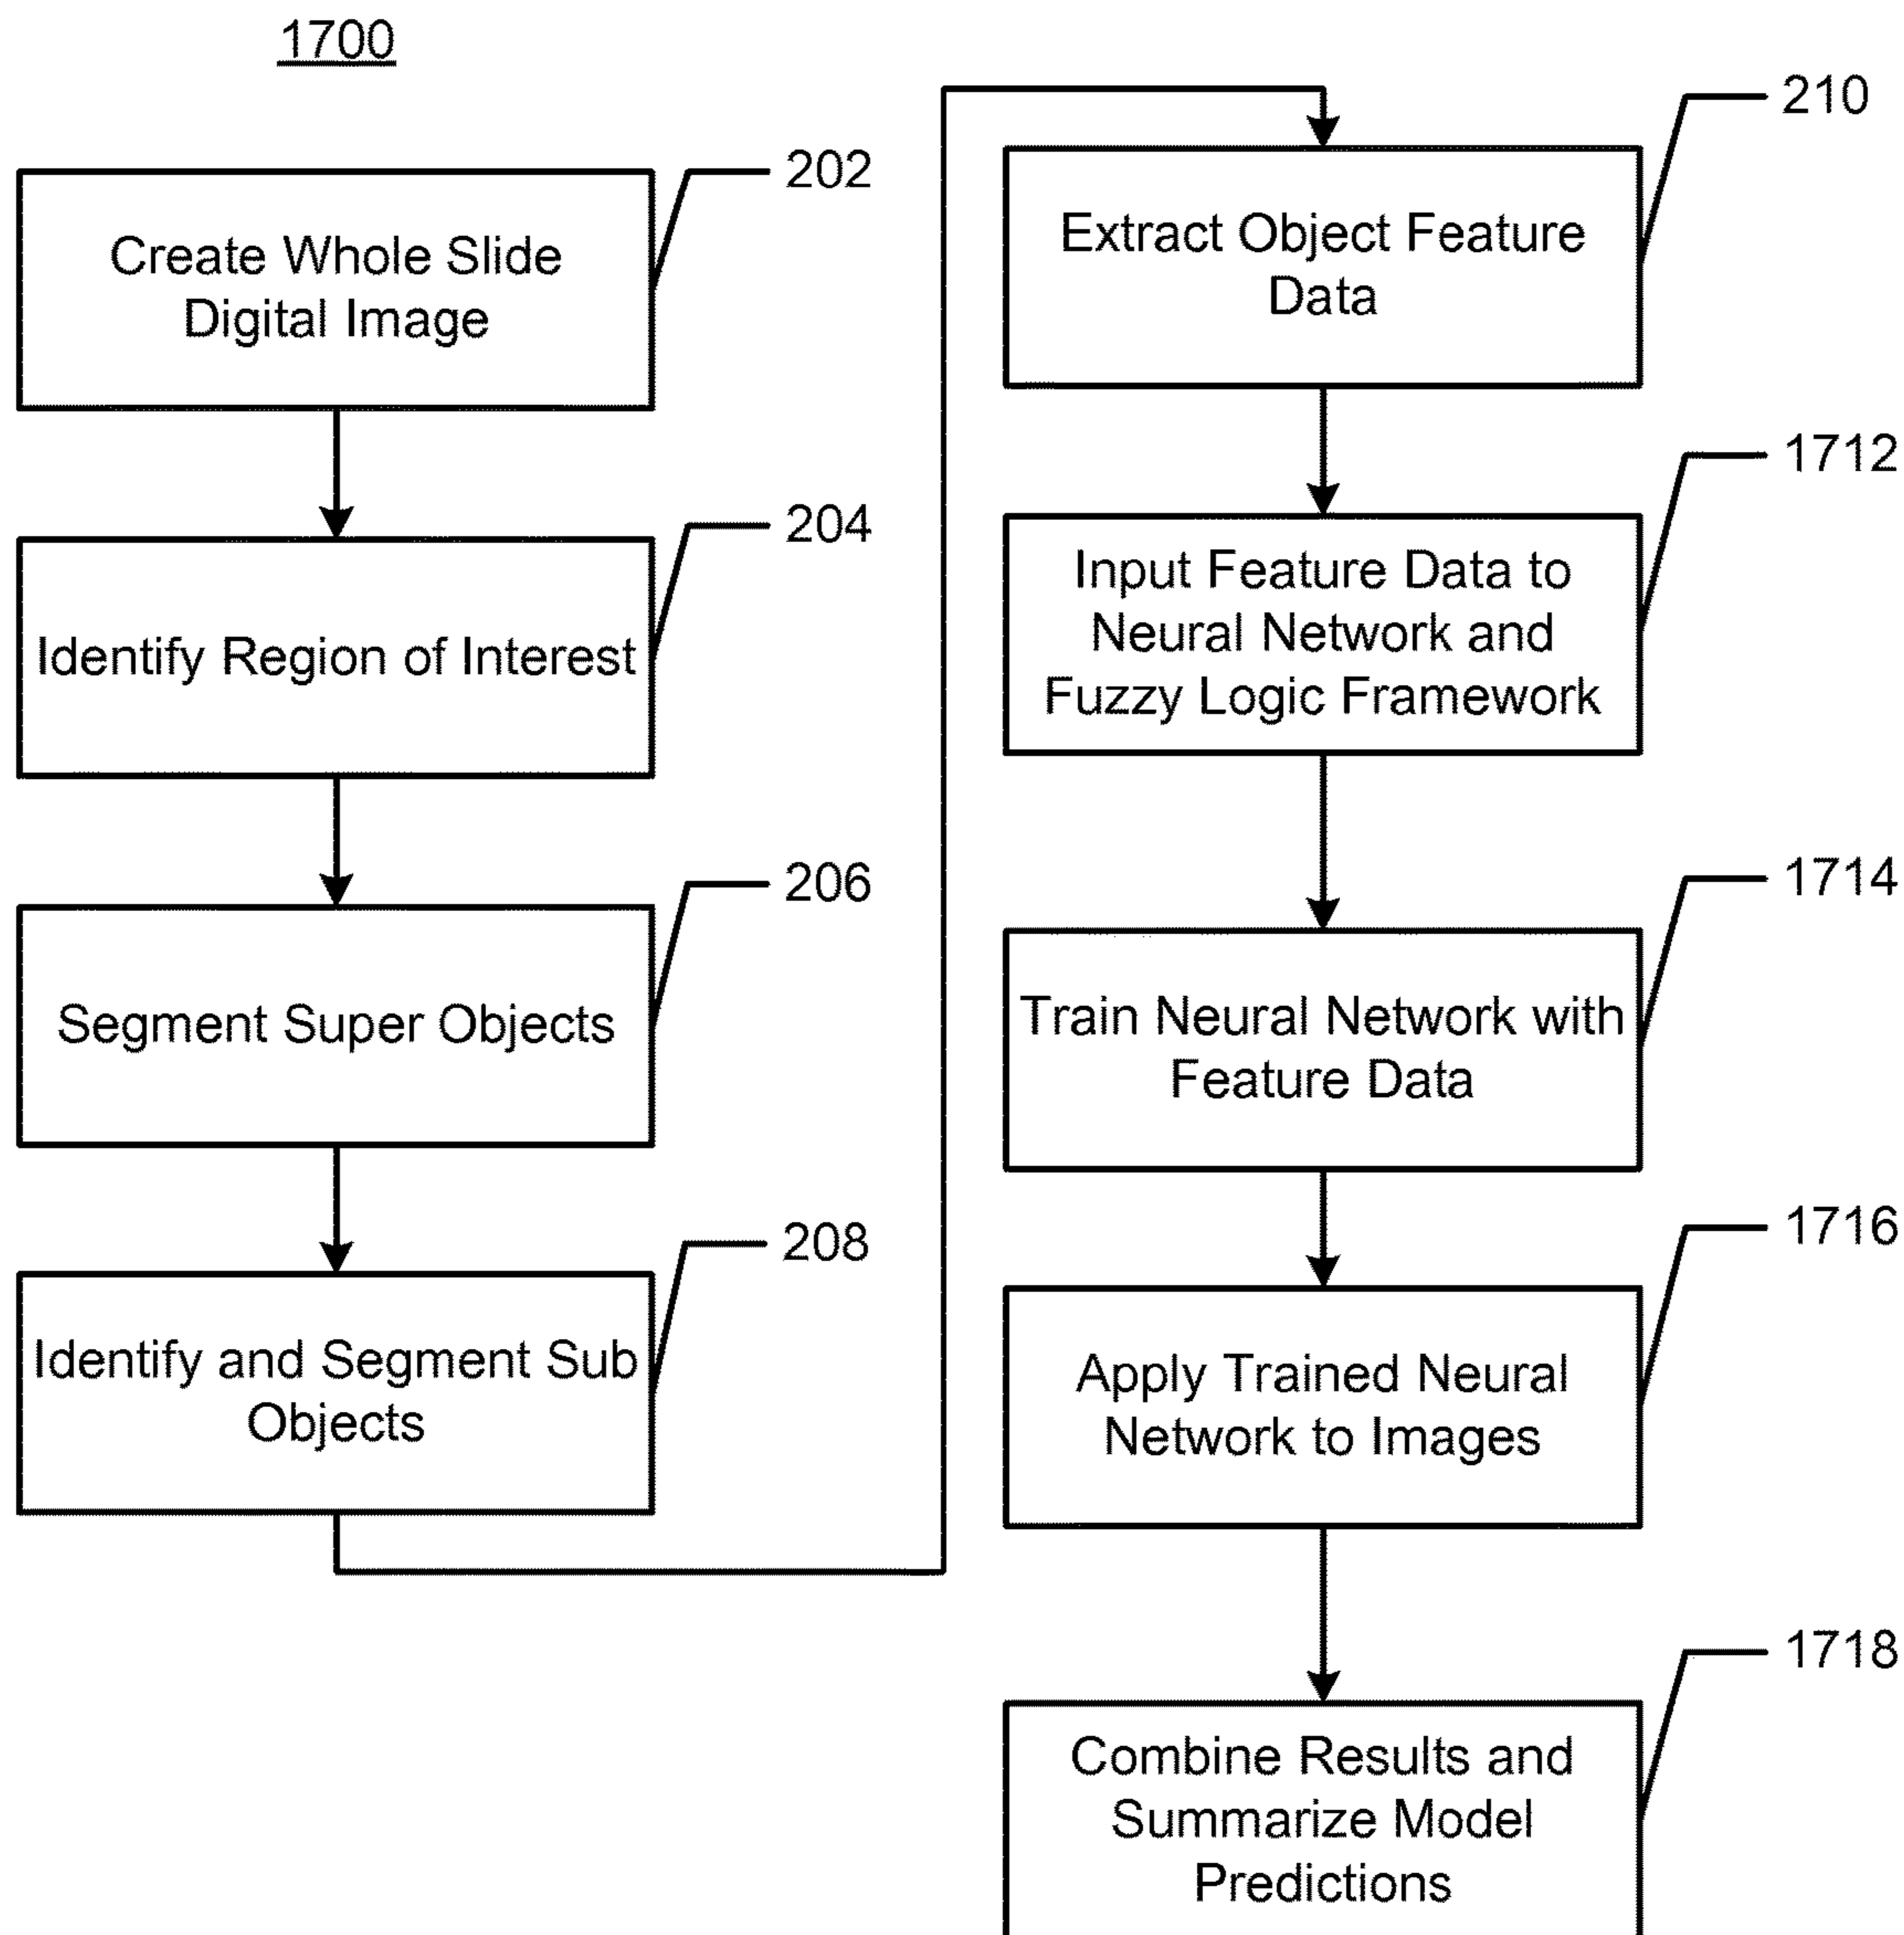 1700
202
Create Whole Slide
Digital Image
204
Identify Region of Interest
206
Segment Super Objects
208
Identify and Segment Sub
Objects
210
Extract Object Feature
Data
1712
Input Feature Data to
Neural Network and
Fuzzy Logic Framework
1714
Train Neural Network with
Feature Data
1716
Apply Trained Neural
Network to Images
1718
Combine Results and
Summarize Model
Predictions